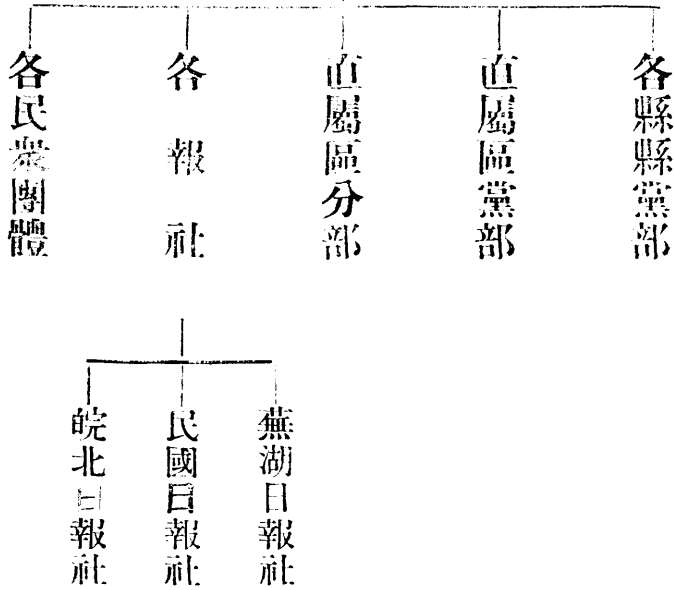 各縣縣黨部
直屬區黨部
直屬區分部
各報社
各民衆團體
蕪湖日報社
民國日報社
皖北日報社